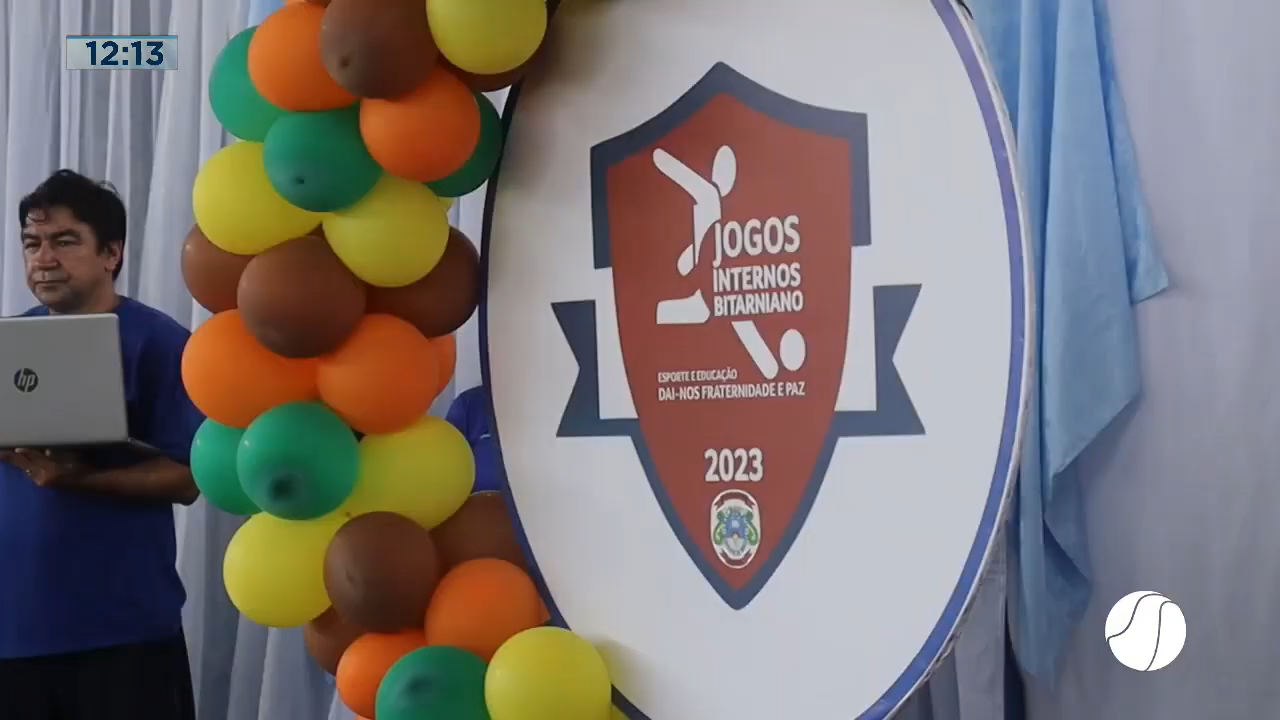 12:13
JOGOS
INTERNOS
BITARNIANO
ESPORTE E EDUCAÇÃO
DAI-NOS FRATERNIDADE E PAZ
2023
hp